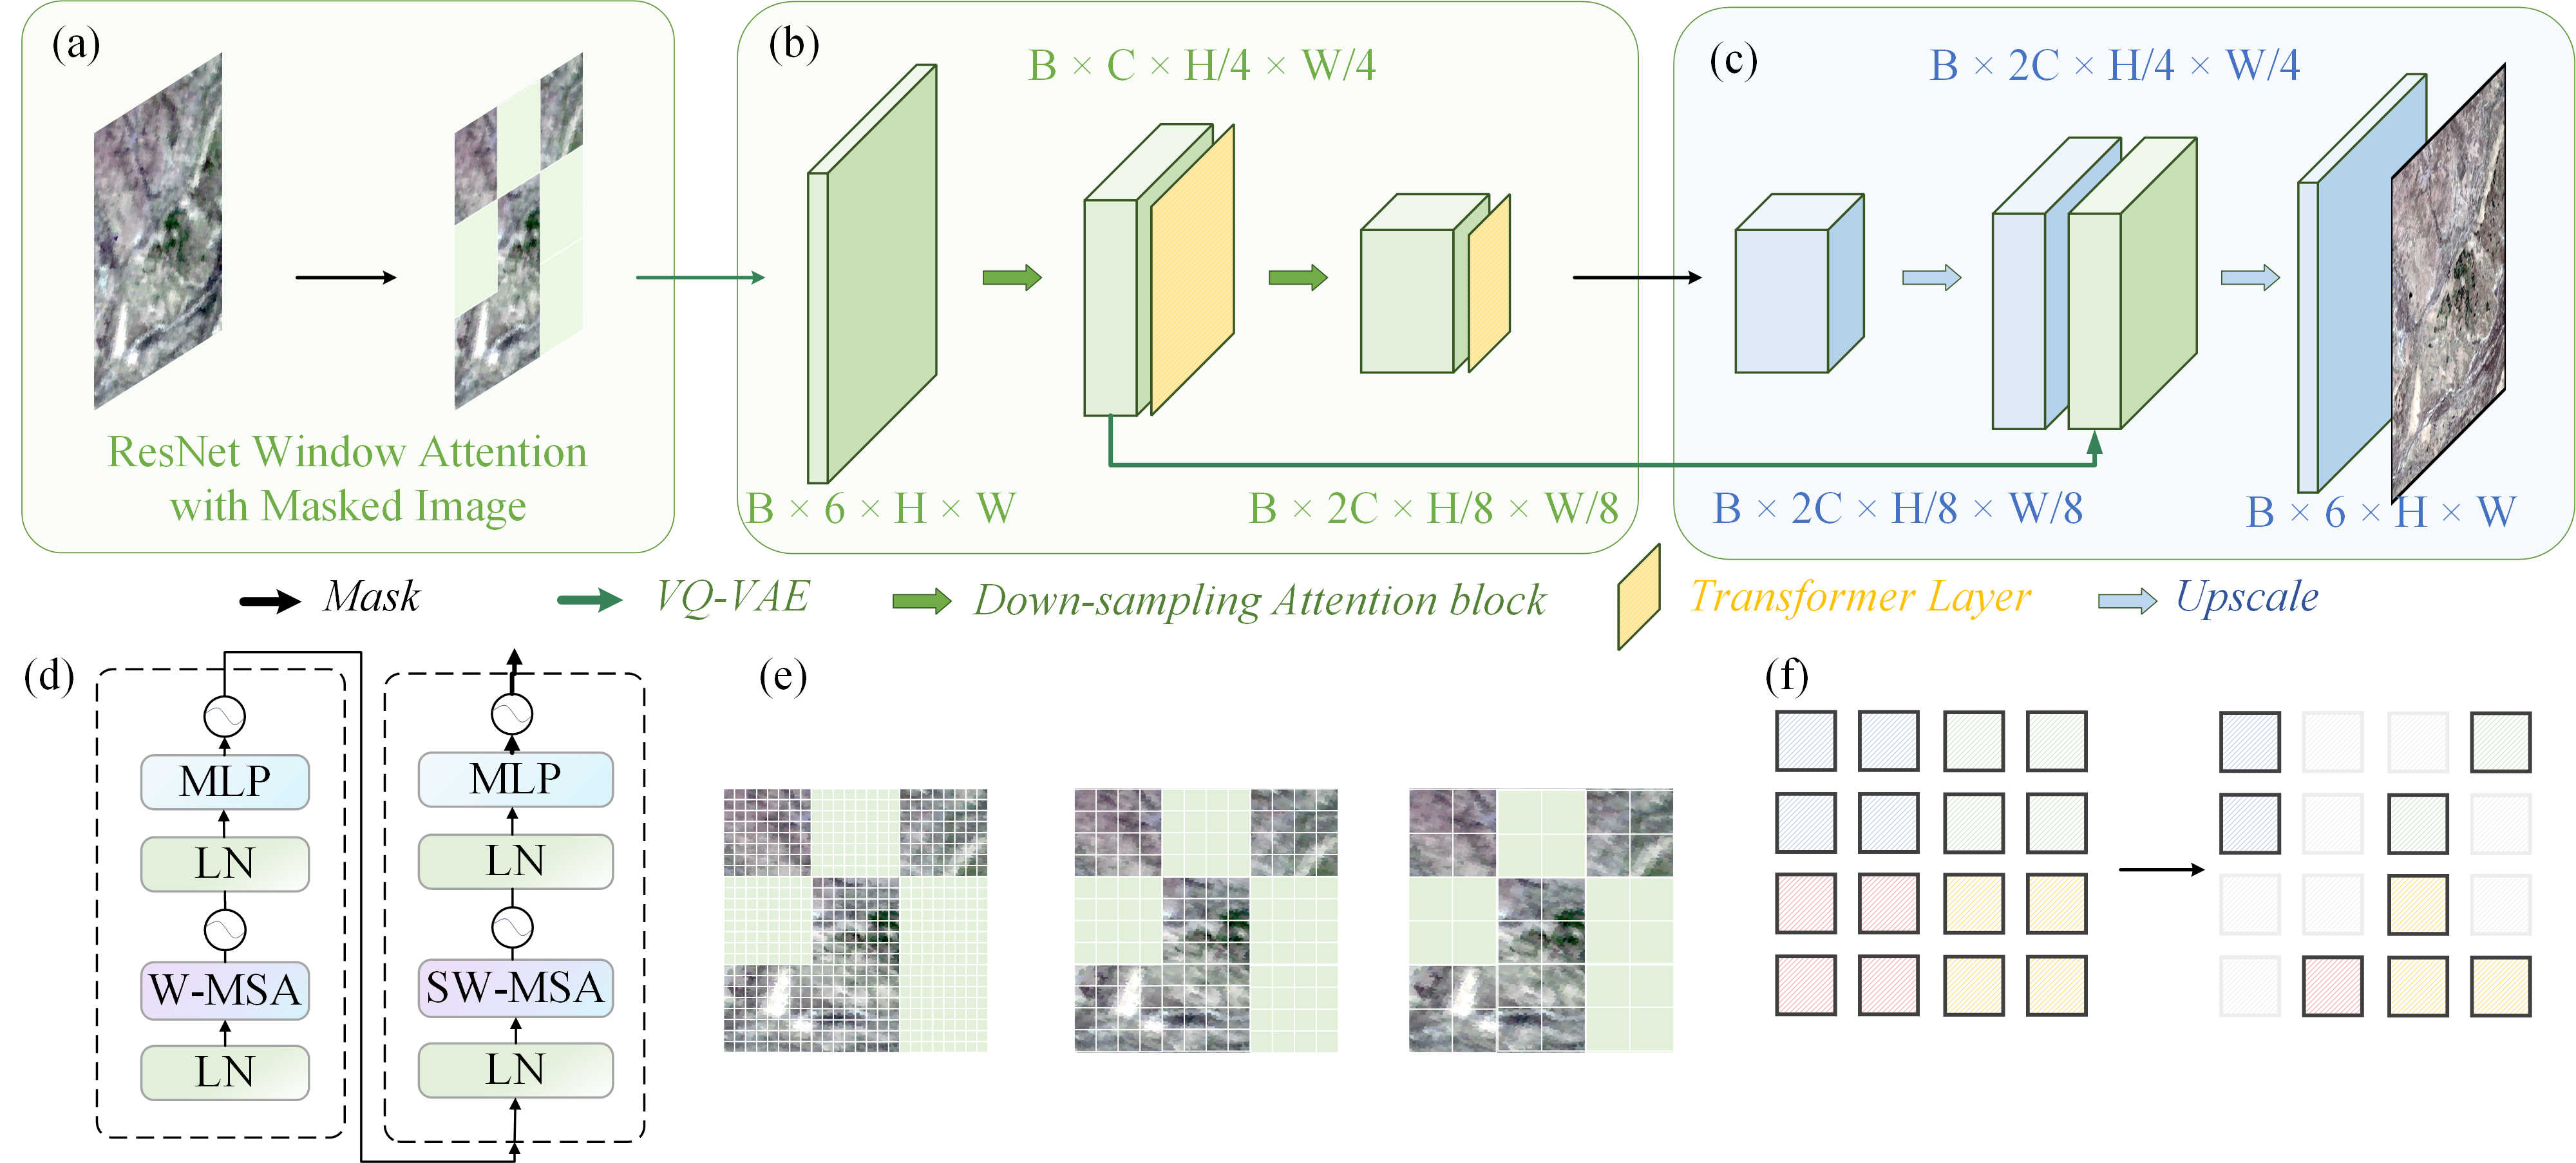 (a)
ResNet Window Attention
with Masked Image
(b)
B × C × H/4 × W/4
B × 6 × H × W
B × 2C × H/8 × W/8
(c)
B × 2C × H/4 × W/4
B × 2C × H/8 × W/8
B × 6 × H × W
Mask
VQ-VAE
Down-sampling Attention block
Transformer Layer
Upscale
(d)
MLP
LN
W-MSA
LN
MLP
LN
SW-MSA
LN
(e)
(f)